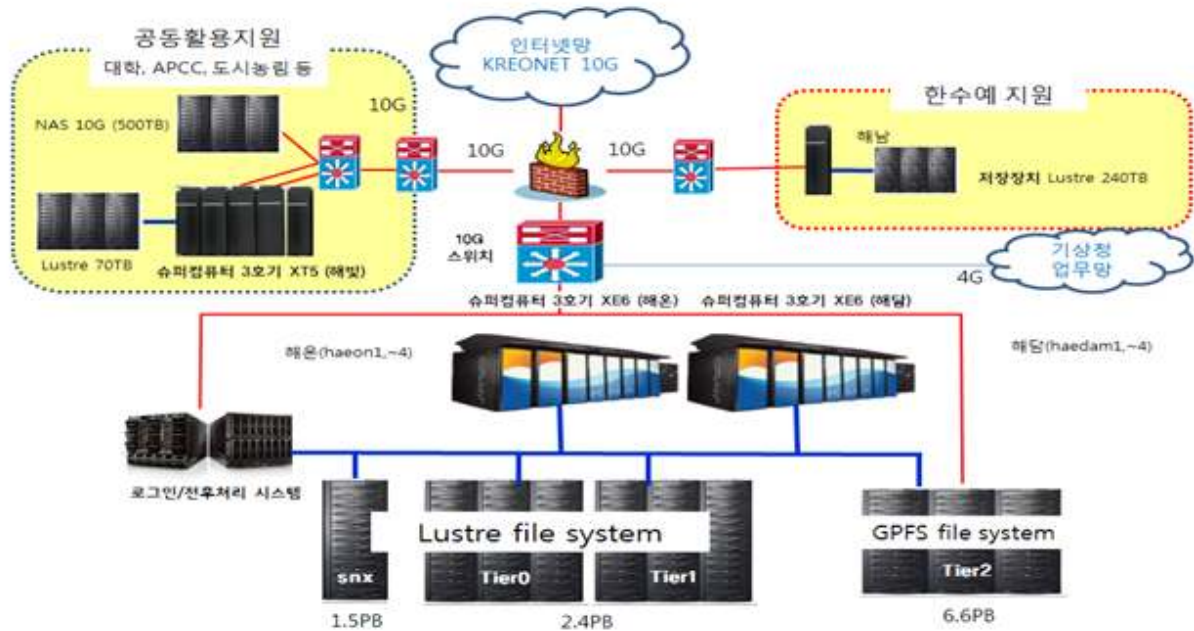 공동활용지원
대학, APCC, 도시농림 등
NAS 10G (500TB)
Lustre 70TB
슈퍼컴퓨터 3호기 XT5 (해빛)
10G
인터넷망
KREONET 10G
10G
10G
한수예 지원
해남
저장장치 Lustre 240TB
10G
스위치
기상청
업무망
4G
슈퍼컴퓨터 3호기 XE6 (해온)
슈퍼컴퓨터 3호기 XE6 (해담)
해온(haeon1,~4)
해담(haedam1,~4)
로그인/전후처리 시스템
Lustre file system
GPFS file system
snx
Tier0
Tier1
Tier2
1.5PB
2.4PB
6.6PB